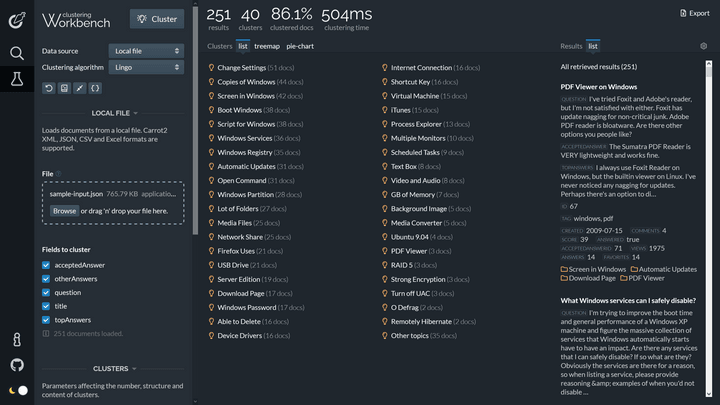 clustering
Workbench
Cluster
Data source
Local file
Clustering algorithm
Lingo
LOCAL FILE
Loads documents from a local file. Carrot2
XML, JSON, CSV and Excel formats are
supported.
File
sample-input.json 765.79 KB applicatio...
Browse or drag 'n' drop your file here.
Fields to cluster
acceptedAnswer
otherAnswers
question
title
topAnswers
251 documents loaded.
CLUSTERS
Parameters affecting the number, structure and
content of clusters.
251 40 86.1% 504ms
results clusters clustered docs clustering time
Export
Clusters list treemap pie-chart
Change Settings (51 docs)
Copies of Windows (44 docs)
Screen in Windows (42 docs)
Boot Windows (38 docs)
Script for Windows (38 docs)
Windows Services (36 docs)
Windows Registry (35 docs)
Automatic Updates (31 docs)
Open Command (31 docs)
Windows Partition (28 docs)
Lot of Folders (27 docs)
Media Files (25 docs)
Network Share (25 docs)
Firefox Uses (21 docs)
USB Drive (21 docs)
Server Edition (19 docs)
Download Page (17 docs)
Windows Password (17 docs)
Able to Delete (16 docs)
Device Drivers (16 docs)
Internet Connection (16 docs)
Shortcut Key (16 docs)
Virtual Machine (15 docs)
iTunes (15 docs)
Process Explorer (13 docs)
Multiple Monitors (10 docs)
Scheduled Tasks (9 docs)
Text Box (8 docs)
Video and Audio (8 docs)
GB of Memory (7 docs)
Background Image (5 docs)
Media Converter (5 docs)
Ubuntu 9.04 (4 docs)
PDF Viewer (3 docs)
RAID 5 (3 docs)
Strong Encryption (3 docs)
Turn off UAC (3 docs)
O Defrag (2 docs)
Remotely Hibernate (2 docs)
Other topics (35 docs)
Results list
All retrieved results (251)
PDF Viewer on Windows
QUESTION I've tried Foxit and Adobe's reader,
but I'm not satisfied with either. Foxit has
update nagging for non-critical junk. Adobe
PDF reader is bloatware. Are there other
options you people like?
ACCEPTEDANSWER The Sumatra PDF Reader is
VERY lightweight and works fine.
TOPANSWERS I always use Foxit Reader on
Windows, but the builtin viewer on Linux. I've
never noticed any nagging for updates.
Perhaps there's an option to di...
ID 67
TAG windows, pdf
CREATED 2009-07-15 COMMENTS 4
SCORE 39 ANSWERED true
ACCEPTEDANSWERED 71 VIEWS 1975
ANSWERS 14 FAVORITES 14
Screen in Windows Automatic Updates
Download Page PDF Viewer
What Windows services can I safely disable?
QUESTION I'm trying to improve the boot time
and general performance of a Windows XP
machine and figure the massive collection of
services that Windows automatically starts
have to have an impact. Are there any services
that I can safely disable? If so what are they?
Obviously the services are there for a reason,
so when listing a service, please provide
reasoning &amp; examples of when you'd not
disable ...